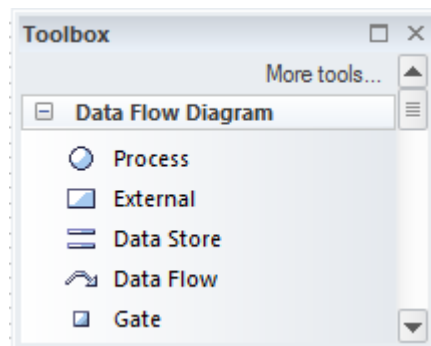 Toolbox
More tools...
Data Flow Diagram
Process
External
Data Store
Data Flow
Gate